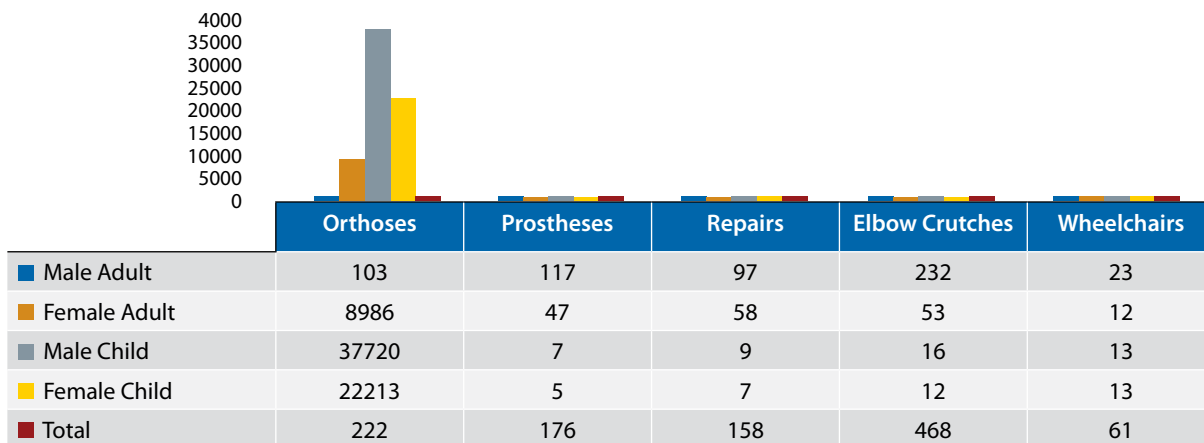 4000
35000
30000
25000
20000
15000
10000
5000
0
Orthoses Prostheses Repairs Elbow Crutches Wheelchairs
Male Adult 103 117 97 232 23
Female Adult 8986 47 58 53 12
Male Child 37720 7 9 16 13
Female Child 22213 5 7 12 13
Total 222 176 158 468 61